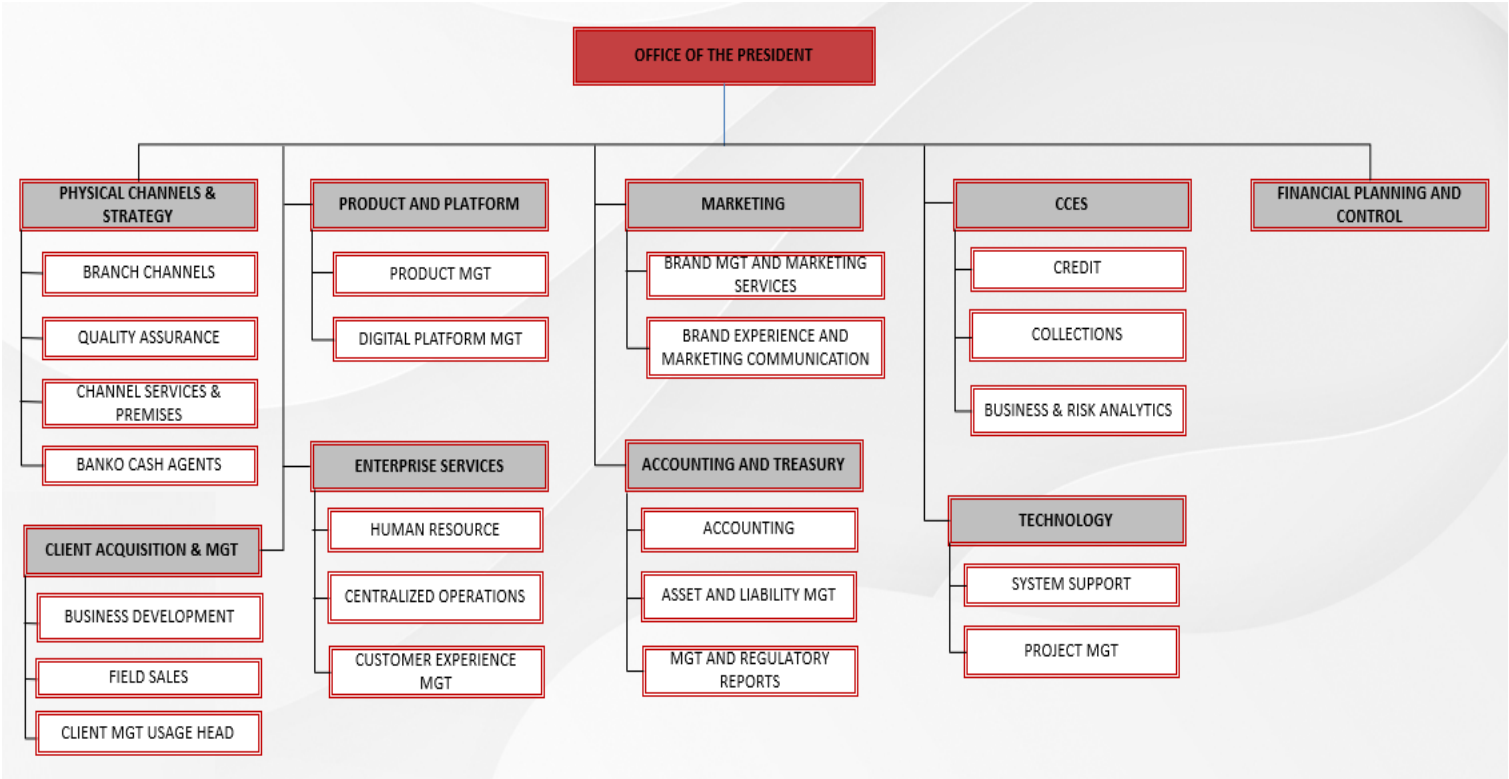 OFFICE OF THE PRESIDENT
PHYSICAL CHANNELS &
STRATEGY
BRANCH CHANNELS
QUALITY ASSURANCE
CHANNEL SERVICES &
PREMISES
BANKO CASH AGENTS
CLIENT ACQUISITION & MGT
BUSINESS DEVELOPMENT
FIELD SALES
CLIENT MGT USAGE HEAD
PRODUCT AND PLATFORM
PRODUCT MGT
DIGITAL PLATFORM MGT
ENTERPRISE SERVICES
HUMAN RESOURCE
CENTRALIZED OPERATIONS
CUSTOMER EXPERIENCE
MGT
MARKETING
BRAND MGT AND MARKETING
SERVICES
BRAND EXPERIENCE AND
MARKETING COMMUNICATION
ACCOUNTING AND TREASURY
ACCOUNTING
ASSET AND LIABILITY MGT
MGT AND REGULATORY
REPORTS
CCES
CREDIT
COLLECTIONS
BUSINESS & RISK ANALYTICS
TECHNOLOGY
SYSTEM SUPPORT
PROJECT MGT
FINANCIAL PLANNING AND
CONTROL